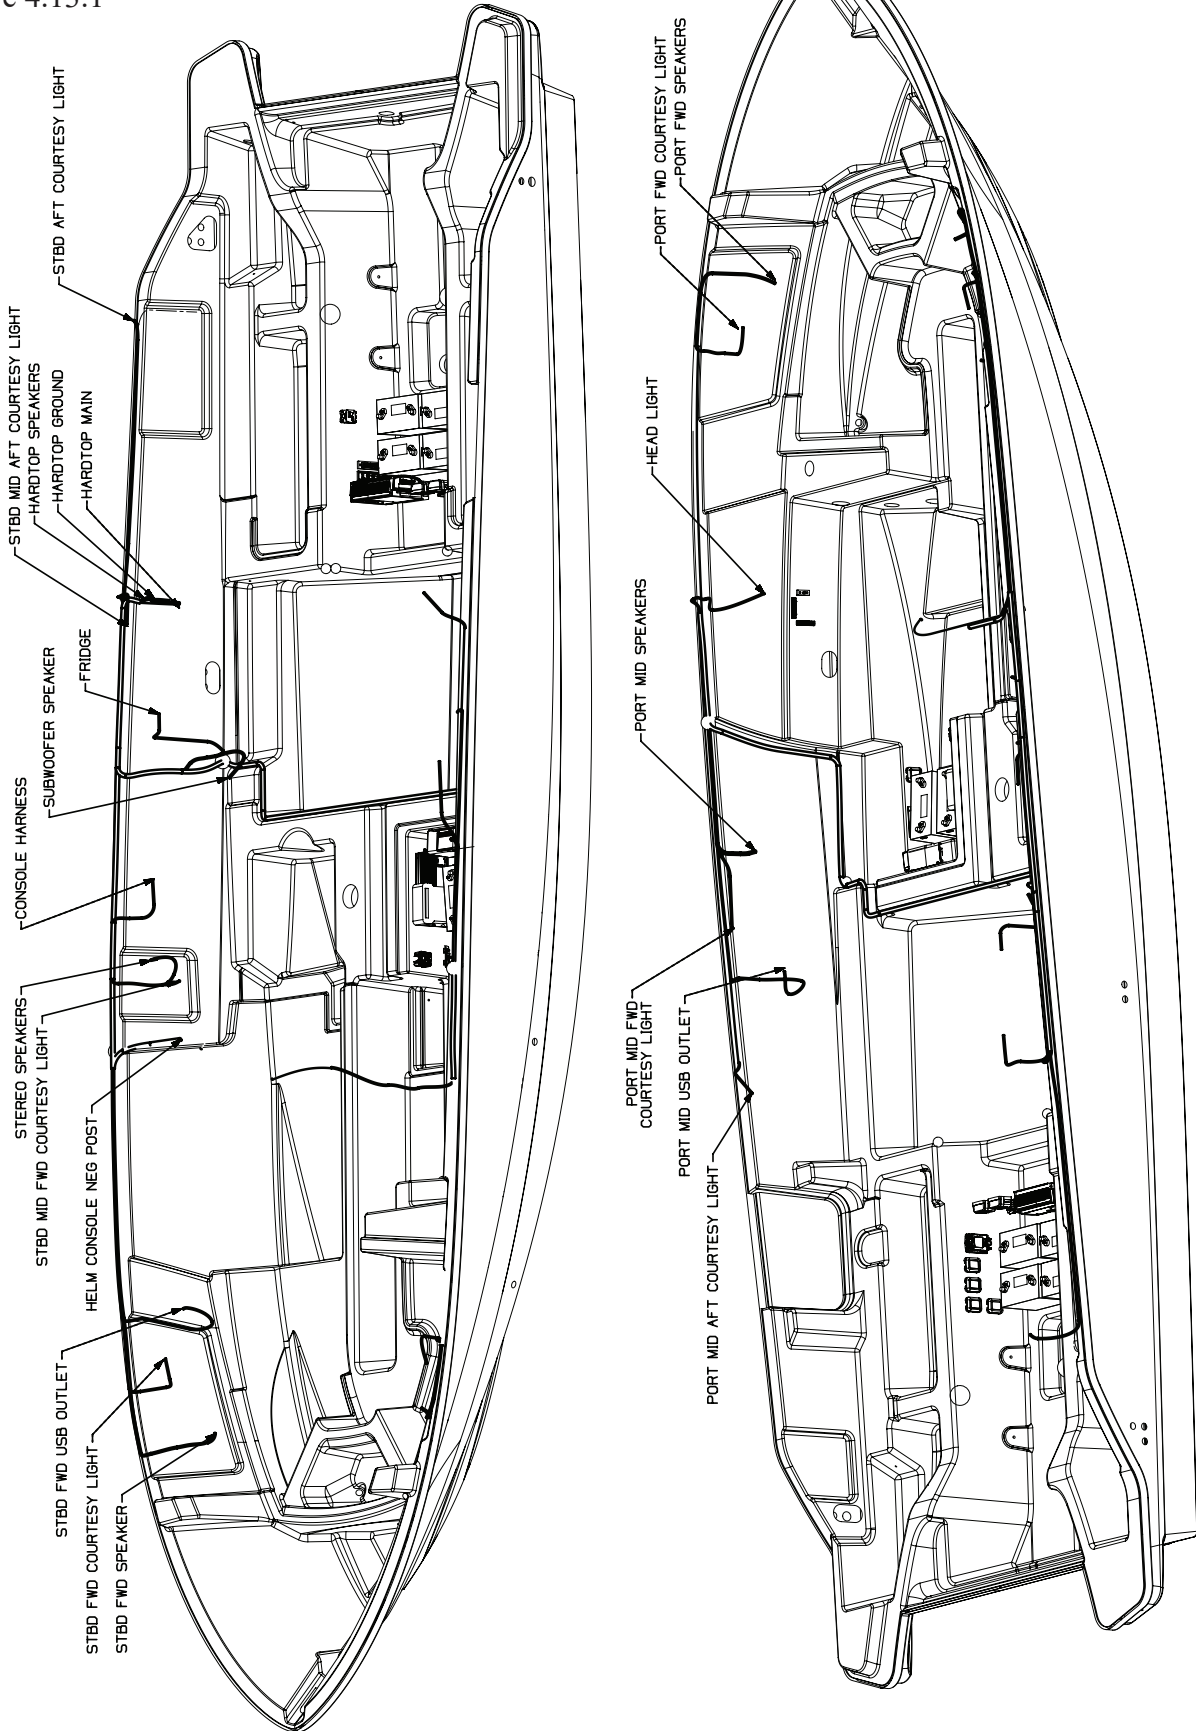 STBD AFT COURTESY LIGHT
STBD MID AFT COURTESY LIGHT
HARDTOP SPEAKERS
HARDTOP GROUND
HARDTOP MAIN
FRIDGE
SUBWOOFER SPEAKER
CONSOLE HARNESS
STEREO SPEAKERS
STBD MID FWD COURTESY LIGHT
HELM CONSOLE NEG POST
STBD FWD USB OUTLET
STBD FWD COURTESY LIGHT
STBD FWD SPEAKER
PORT FWD COURTESY LIGHT
PORT FWD SPEAKERS
HEAD LIGHT
PORT MID SPEAKERS
PORT MID FWD
COURTESY LIGHT
PORT MID USB OUTLET
PORT MID AFT COURTESY LIGHT